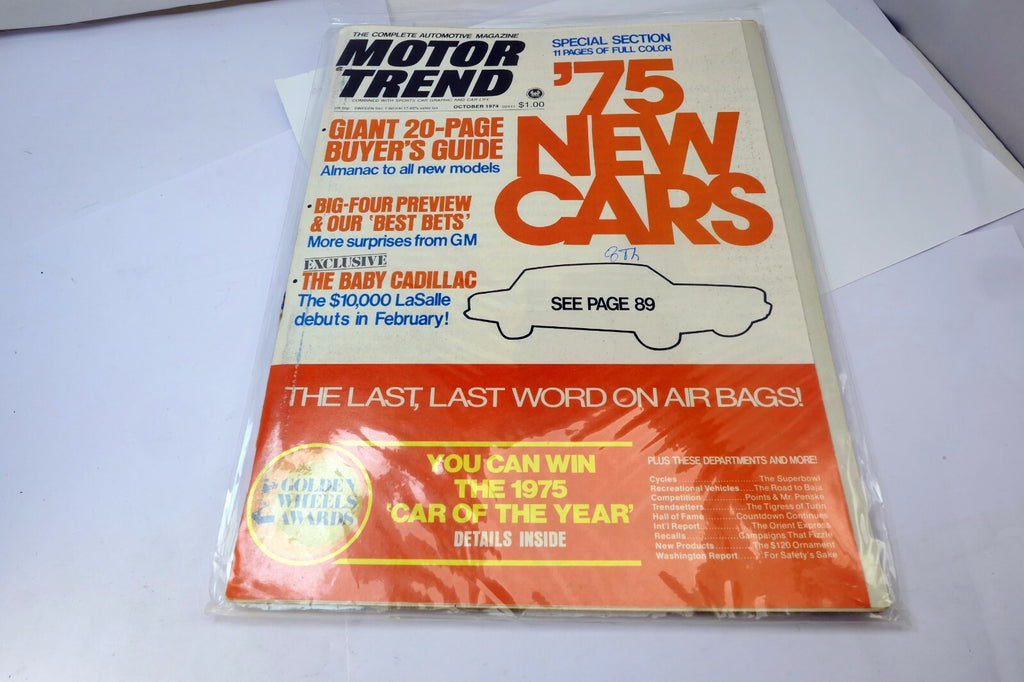 THE COMPLETE AUTOMOTIVE MAGAZINE
MOTOR
TREND
COMBINED WITH SPORTS CAR GRAPHIC AND CAR LIFE
OCTOBER 1974
$1.00
SPECIAL SECTION
11 PAGES OF FULL COLOR
'75
NEW
CARS
• GIANT 20-PAGE
BUYER'S GUIDE
Almanac to all new models
• BIG-FOUR PREVIEW
& OUR 'BEST BETS'
More surprises from GM
EXCLUSIVE
• THE BABY CADILLAC
The $10,000 LaSalle
debuts in February!
8Th
SEE PAGE 89
THE LAST, LAST WORD ON AIR BAGS!
GOLDEN
WHEELS
AWARDS
YOU CAN WIN
THE 1975
'CAR OF THE YEAR'
DETAILS INSIDE
PLUS THESE DEPARTMENTS AND MORE!
Cycles...............The Superbowl
Recreational Vehicles...The Road to Baja
Competition.........Points & Mr. Penske
Trendsetters.........The Tigress of Turin
Hall of Fame.........Countdown Continues
Int'l Report.........The Orient Express
Recalls.........Campaigns That Fizzle
New Products.........The $120 Ornament
Washington Report.....For Safety's Sake